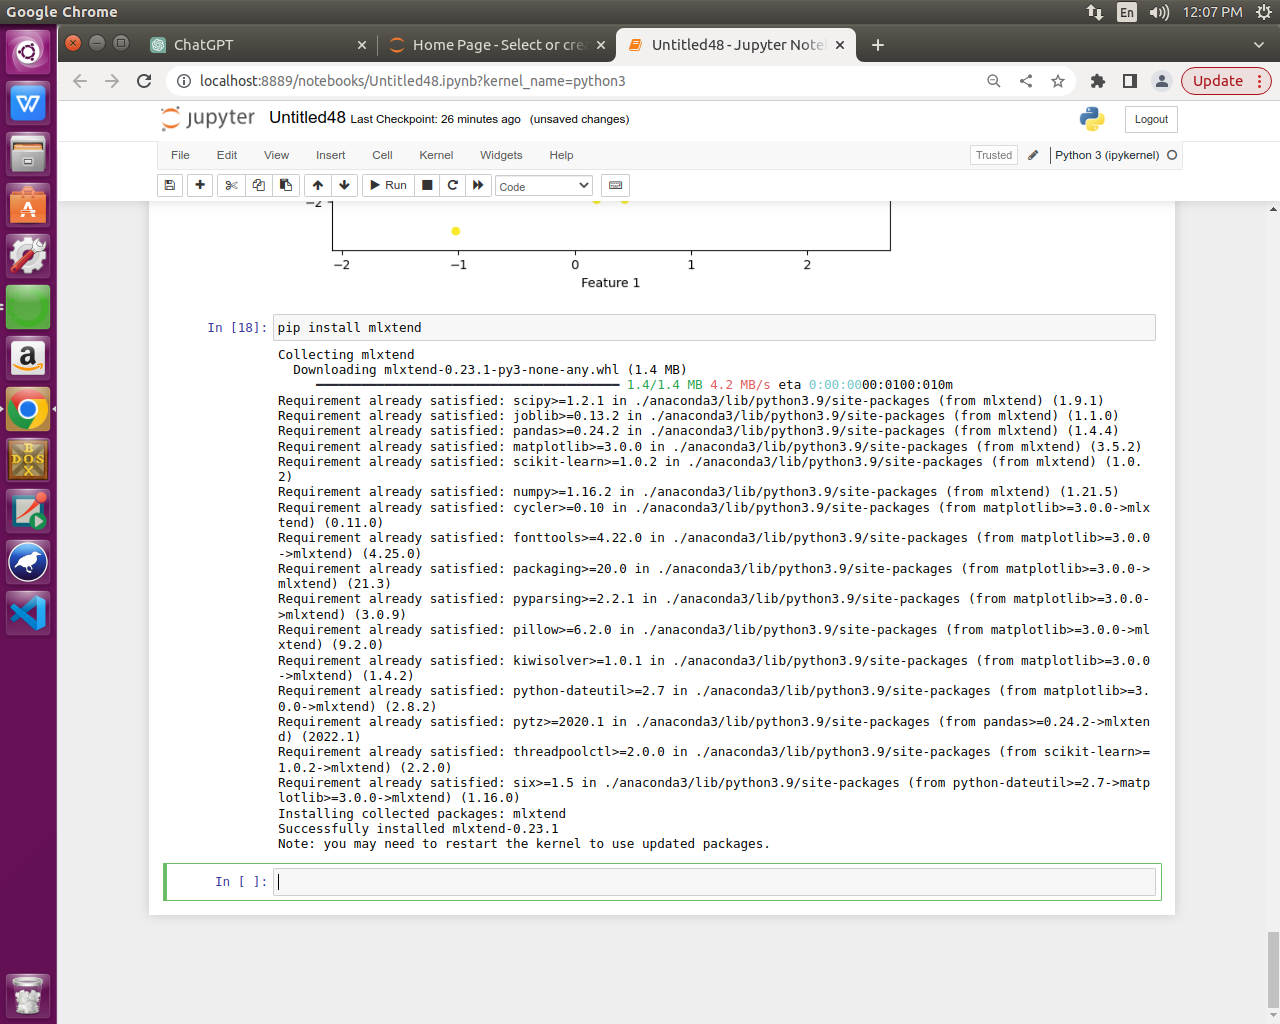 Google Chrome
En
12:07 PM
ChatGPT
Home Page - Select or cre
Untitled48 - Jupyter Note
localhost:8889/notebooks/Untitled48.ipynb?kernel_name=python3
Update
jupyter
Untitled48 Last Checkpoint: 26 minutes ago (unsaved changes)
Logout
File Edit View Insert Cell Kernel Widgets Help
Trusted
Python 3 (ipykernel)
Run
Code
−2
−2 −1 0 1 2
Feature 1
In [18]: pip install mlxtend
Collecting mlxtend
Downloading mlxtend-0.23.1-py3-none-any.whl (1.4 MB)
1.4/1.4 MB 4.2 MB/s eta 0:00:0000:0100:010m
Requirement already satisfied: scipy>=1.2.1 in ./anaconda3/lib/python3.9/site-packages (from mlxtend) (1.9.1)
Requirement already satisfied: joblib>=0.13.2 in ./anaconda3/lib/python3.9/site-packages (from mlxtend) (1.1.0)
Requirement already satisfied: pandas>=0.24.2 in ./anaconda3/lib/python3.9/site-packages (from mlxtend) (1.4.4)
Requirement already satisfied: matplotlib>=3.0.0 in ./anaconda3/lib/python3.9/site-packages (from mlxtend) (3.5.2)
Requirement already satisfied: scikit-learn>=1.0.2 in ./anaconda3/lib/python3.9/site-packages (from mlxtend) (1.0.
2)
Requirement already satisfied: numpy>=1.16.2 in ./anaconda3/lib/python3.9/site-packages (from mlxtend) (1.21.5)
Requirement already satisfied: cycler>=0.10 in ./anaconda3/lib/python3.9/site-packages (from matplotlib>=3.0.0->mlx
tend) (0.11.0)
Requirement already satisfied: fonttools>=4.22.0 in ./anaconda3/lib/python3.9/site-packages (from matplotlib>=3.0.0
->mlxtend) (4.25.0)
Requirement already satisfied: packaging>=20.0 in ./anaconda3/lib/python3.9/site-packages (from matplotlib>=3.0.0->
mlxtend) (21.3)
Requirement already satisfied: pyparsing>=2.2.1 in ./anaconda3/lib/python3.9/site-packages (from matplotlib>=3.0.0-
>mlxtend) (3.0.9)
Requirement already satisfied: pillow>=6.2.0 in ./anaconda3/lib/python3.9/site-packages (from matplotlib>=3.0.0->ml
xtend) (9.2.0)
Requirement already satisfied: kiwisolver>=1.0.1 in ./anaconda3/lib/python3.9/site-packages (from matplotlib>=3.0.0
->mlxtend) (1.4.2)
Requirement already satisfied: python-dateutil>=2.7 in ./anaconda3/lib/python3.9/site-packages (from matplotlib>=3.
0.0->mlxtend) (2.8.2)
Requirement already satisfied: pytz>=2020.1 in ./anaconda3/lib/python3.9/site-packages (from pandas>=0.24.2->mlxten
d) (2022.1)
Requirement already satisfied: threadpoolctl>=2.0.0 in ./anaconda3/lib/python3.9/site-packages (from scikit-learn>=
1.0.2->mlxtend) (2.2.0)
Requirement already satisfied: six>=1.5 in ./anaconda3/lib/python3.9/site-packages (from python-dateutil>=2.7->matp
lotlib>=3.0.0->mlxtend) (1.16.0)
Installing collected packages: mlxtend
Successfully installed mlxtend-0.23.1
Note: you may need to restart the kernel to use updated packages.
In [ ]: